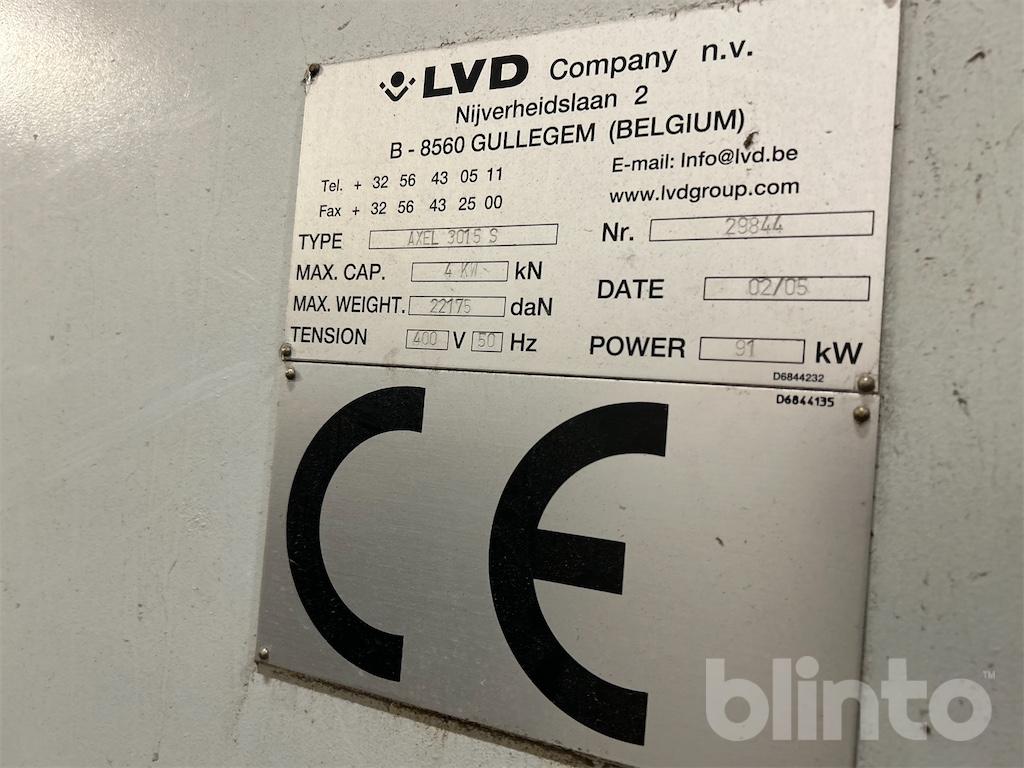 LVD Company n.v.
Nijverheidslaan 2
B - 8560 GULLEGEM (BELGIUM)
Tel. + 32 56 43 05 11
E-mail: Info@lvd.be
Fax + 32 56 43 25 00
www.lvdgroup.com
TYPE AXEL 3015 S Nr. 29844
MAX. CAP. 4 KW kN
MAX. WEIGHT. 22175 daN DATE 02/05
TENSION 400 V 50 Hz POWER 91 kW
D6844232
D6844135
CE
blinto™